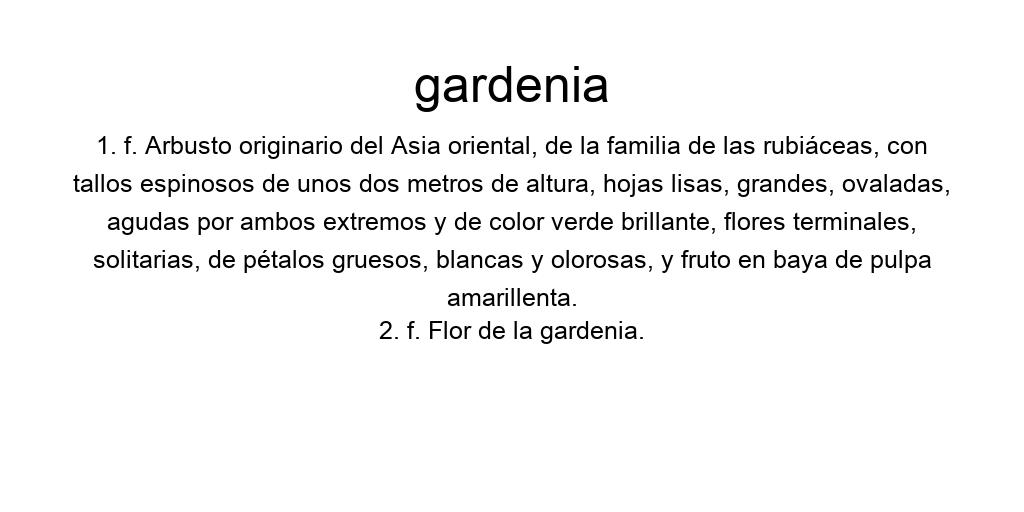 gardenia
1. f. Arbusto originario del Asia oriental, de la familia de las rubiáceas, con
tallos espinosos de unos dos metros de altura, hojas lisas, grandes, ovaladas,
agudas por ambos extremos y de color verde brillante, flores terminales,
solitarias, de pétalos gruesos, blancas y olorosas, y fruto en baya de pulpa
amarillenta.
2. f. Flor de la gardenia.